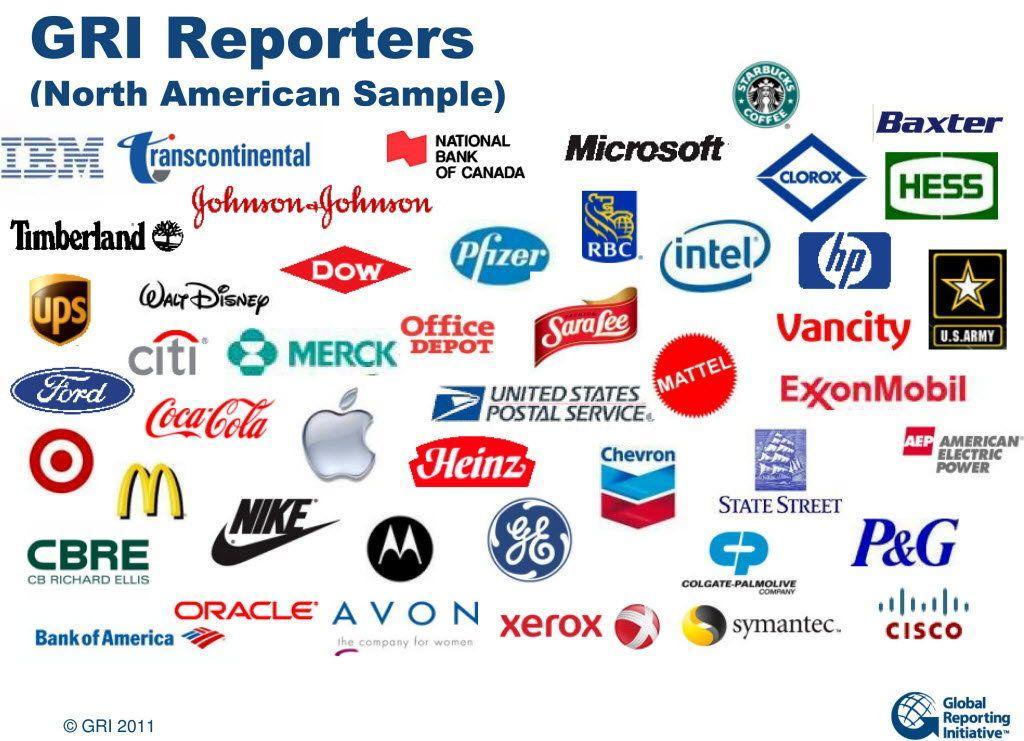 GRI Reporters
(North American Sample)
STARBUCKS
COFFEE
Baxter
IBM
Transcontinental
NATIONAL
BANK
OF CANADA
Microsoft
CLOROX
HESS
Johnson & Johnson
Timberland
Pfizer
RBC
intel
hp
DOW
UPS
WALT DISNEY
Office
DEPOT
Sara Lee
Vancity
U.S.ARMY
citi
MERCK
MATTEL
Ford
Coca-Cola
UNITED STATES
POSTAL SERVICE
ExxonMobil
Heinz
Chevron
AEP AMERICAN
ELECTRIC
POWER
M
NIKE
GE
STATE STREET
CBRE
CB RICHARD ELLIS
CP
COLGATE-PALMOLIVE
COMPANY
P&G
ORACLE
AVON
the company for women
xerox
symantec.
CISCO
Bank of America
© GRI 2011
Global
Reporting
Initiative™